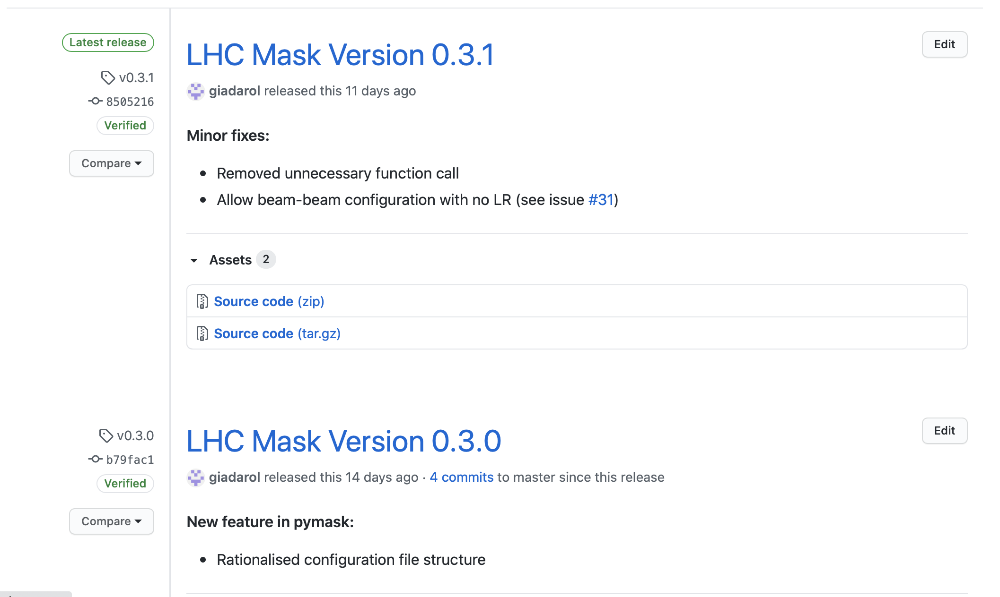 Latest release
v0.3.1
8505216
Verified
Compare
LHC Mask Version 0.3.1
Edit
giadarol released this 11 days ago
Minor fixes:
Removed unnecessary function call
Allow beam-beam configuration with no LR (see issue #31)
Assets 2
Source code (zip)
Source code (tar.gz)
v0.3.0
b79fac1
Verified
Compare
LHC Mask Version 0.3.0
Edit
giadarol released this 14 days ago · 4 commits to master since this release
New feature in pymask:
Rationalised configuration file structure